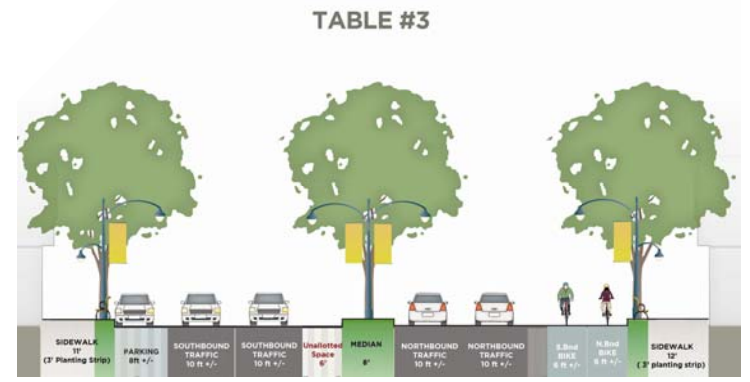 TABLE #3
SIDEWALK
11'
(3' Planting Strip)
PARKING
8ft +/-
SOUTHBOUND
TRAFFIC
10 ft +/-
SOUTHBOUND
TRAFFIC
10 ft +/-
Unallotted
Space
6'
MEDIAN
8'
NORTHBOUND
TRAFFIC
10 ft +/-
NORTHBOUND
TRAFFIC
10 ft +/-
S.Bnd
BIKE
6 ft +/-
N.Bnd
BIKE
6 ft +/-
SIDEWALK
12'
( 3' planting strip)